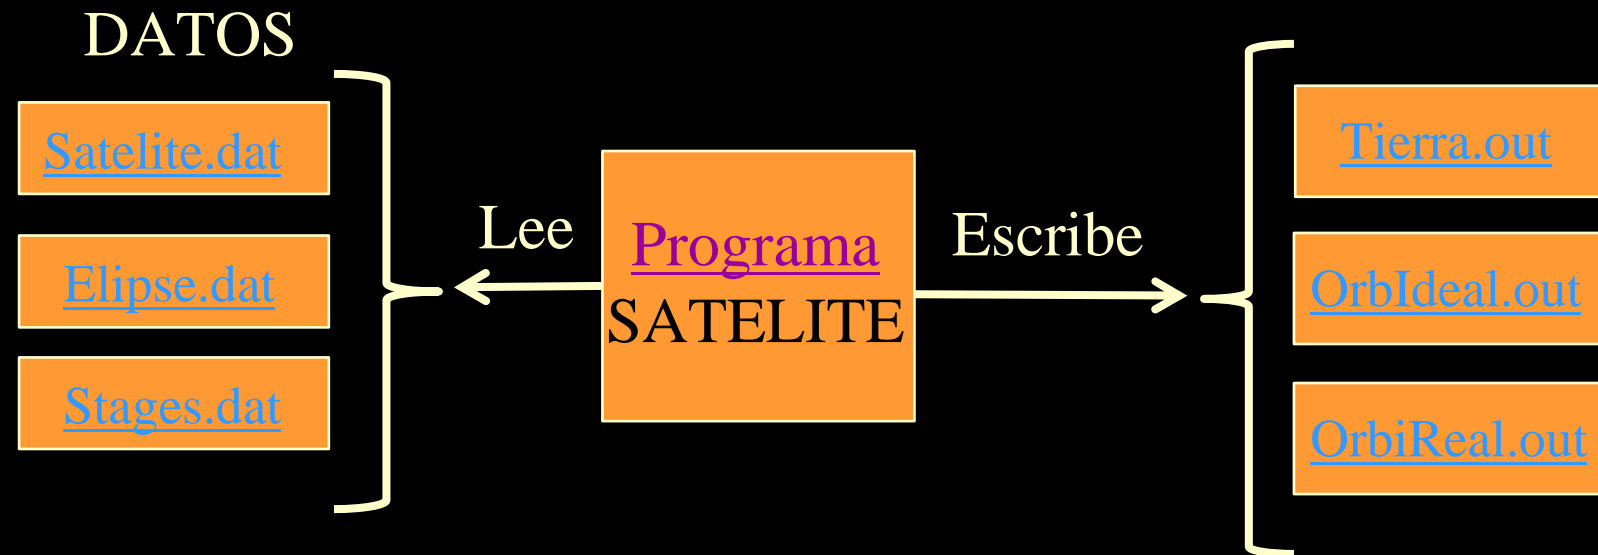 DATOS
Satelite.dat
Elipse.dat
Stages.dat
Lee
Programa
SATELITE
Escribe
Tierra.out
OrbIdeal.out
OrbiReal.out